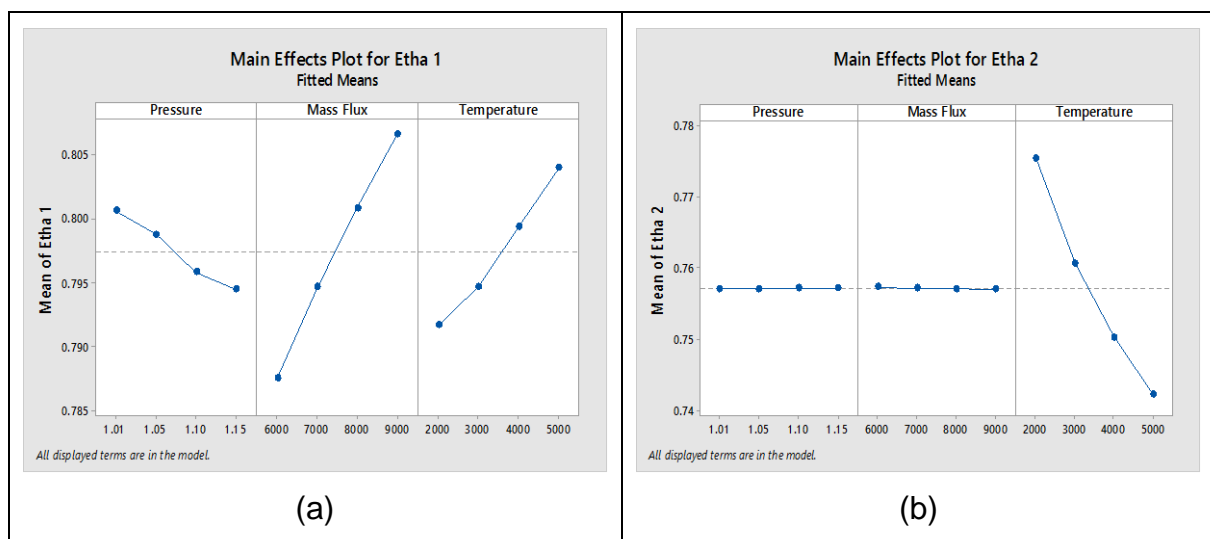 Main Effects Plot for Etha 1
Fitted Means
Pressure Mass Flux Temperature
Mean of Etha 1
0.805
0.800
0.795
0.790
0.785
1.01 1.05 1.10 1.15 6000 7000 8000 9000 2000 3000 4000 5000
All displayed terms are in the model.
(a)
Main Effects Plot for Etha 2
Fitted Means
Pressure Mass Flux Temperature
Mean of Etha 2
0.78
0.77
0.76
0.75
0.74
1.01 1.05 1.10 1.15 6000 7000 8000 9000 2000 3000 4000 5000
All displayed terms are in the model.
(b)